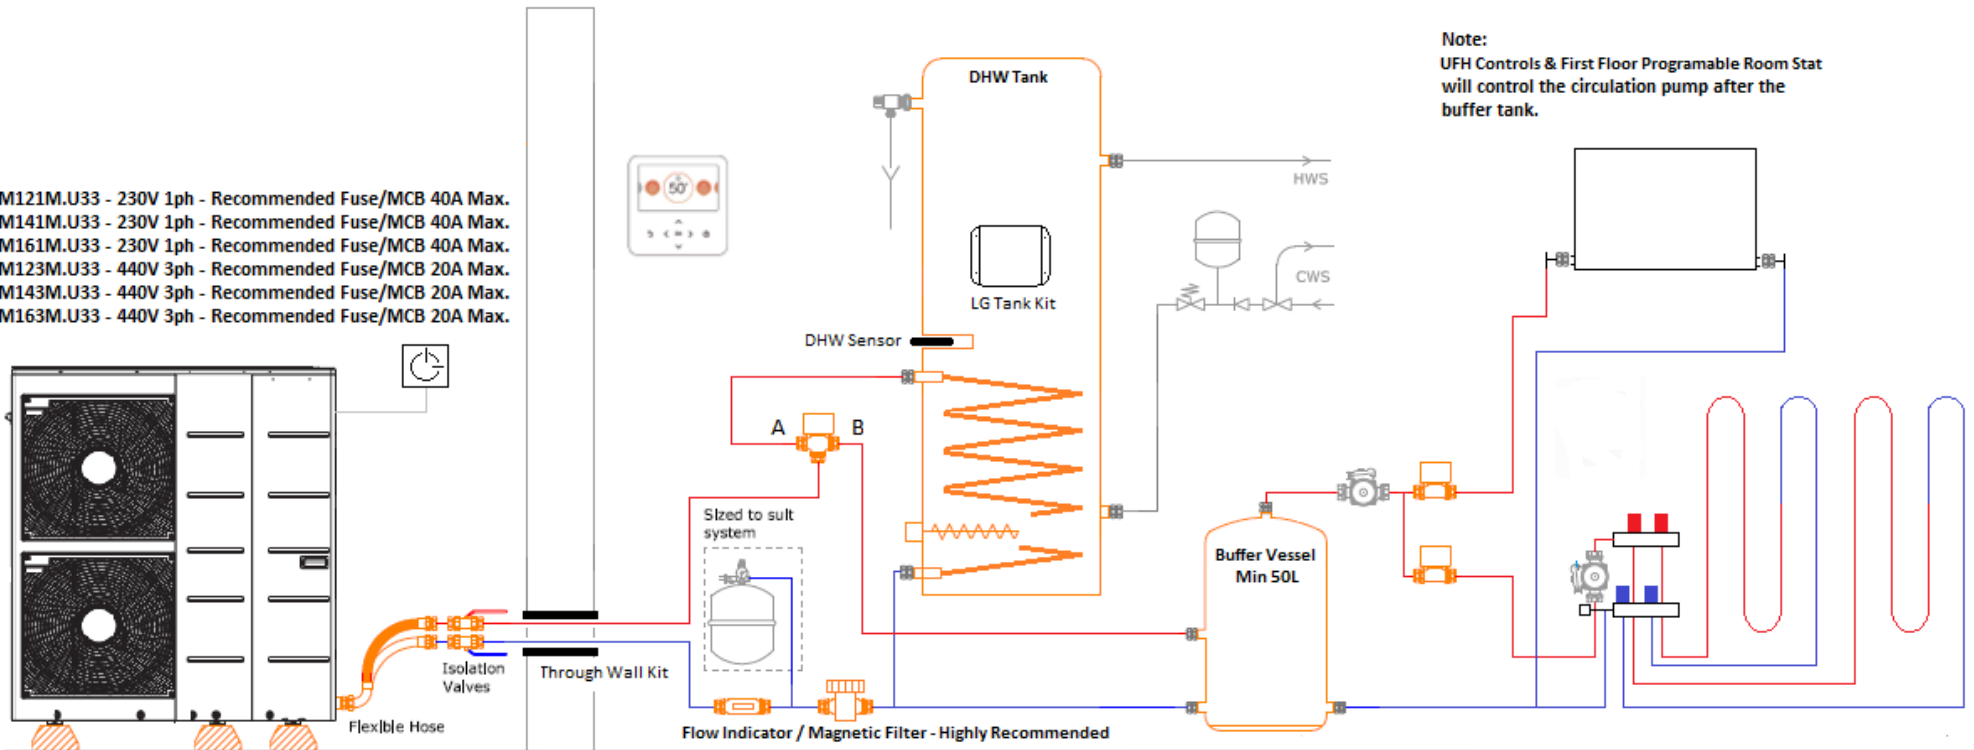 Note:
UFH Controls & First Floor Programable Room Stat
will control the circulation pump after the
buffer tank.
DHW Tank
HWS
50°
M121M.U33 - 230V 1ph - Recommended Fuse/MCB 40A Max.
M141M.U33 - 230V 1ph - Recommended Fuse/MCB 40A Max.
M161M.U33 - 230V 1ph - Recommended Fuse/MCB 40A Max.
M123M.U33 - 440V 3ph - Recommended Fuse/MCB 20A Max.
M143M.U33 - 440V 3ph - Recommended Fuse/MCB 20A Max.
M163M.U33 - 440V 3ph - Recommended Fuse/MCB 20A Max.
CWS
LG Tank Kit
DHW Sensor
A
B
Sized to suit
system
Buffer Vessel
Min 50L
Isolation
Valves
Through Wall Kit
Flexible Hose
Flow Indicator / Magnetic Filter - Highly Recommended